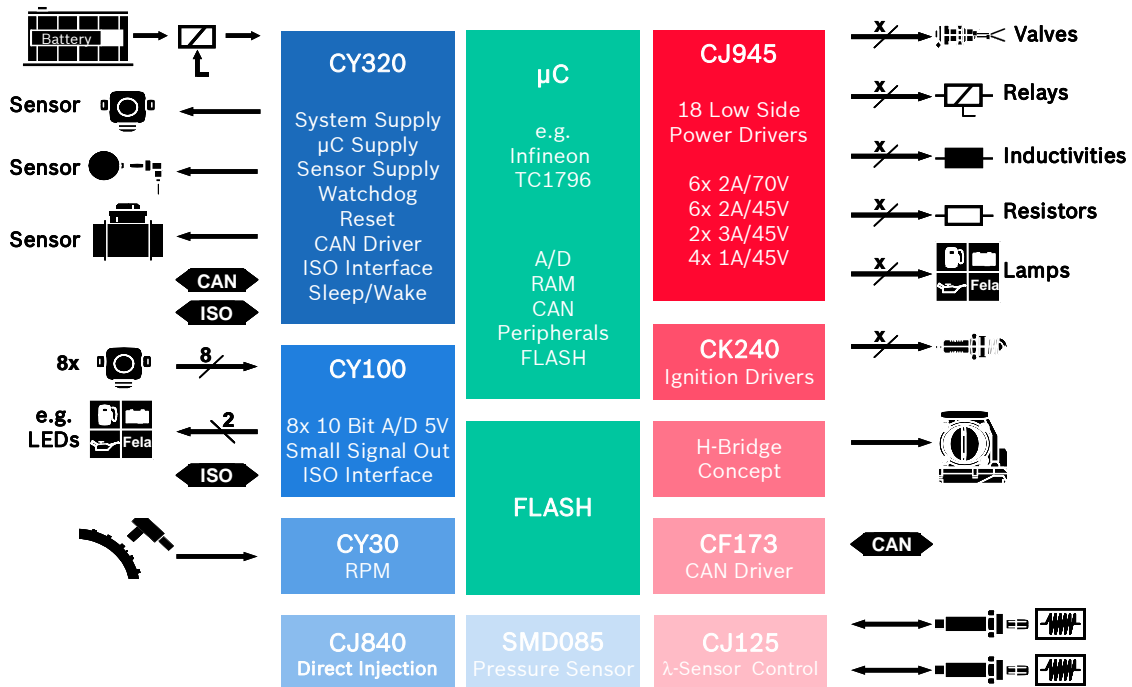 Battery
Sensor
Sensor
Sensor
CAN
ISO
8x
8
e.g.
LEDs
Fela
2
ISO
CY320
System Supply
µC Supply
Sensor Supply
Watchdog
Reset
CAN Driver
ISO Interface
Sleep/Wake
CY100
8x 10 Bit A/D 5V
Small Signal Out
ISO Interface
CY30
RPM
CJ840
Direct Injection
µC
e.g.
Infineon
TC1796
A/D
RAM
CAN
Peripherals
FLASH
FLASH
SMD085
Pressure Sensor
CJ945
18 Low Side
Power Drivers
6x 2A/70V
6x 2A/45V
2x 3A/45V
4x 1A/45V
CK240
Ignition Drivers
H-Bridge
Concept
CF173
CAN Driver
CJ125
λ-Sensor Control
x
Valves
x
Relays
x
Inductivities
x
Resistors
x
Fela
Lamps
x
CAN